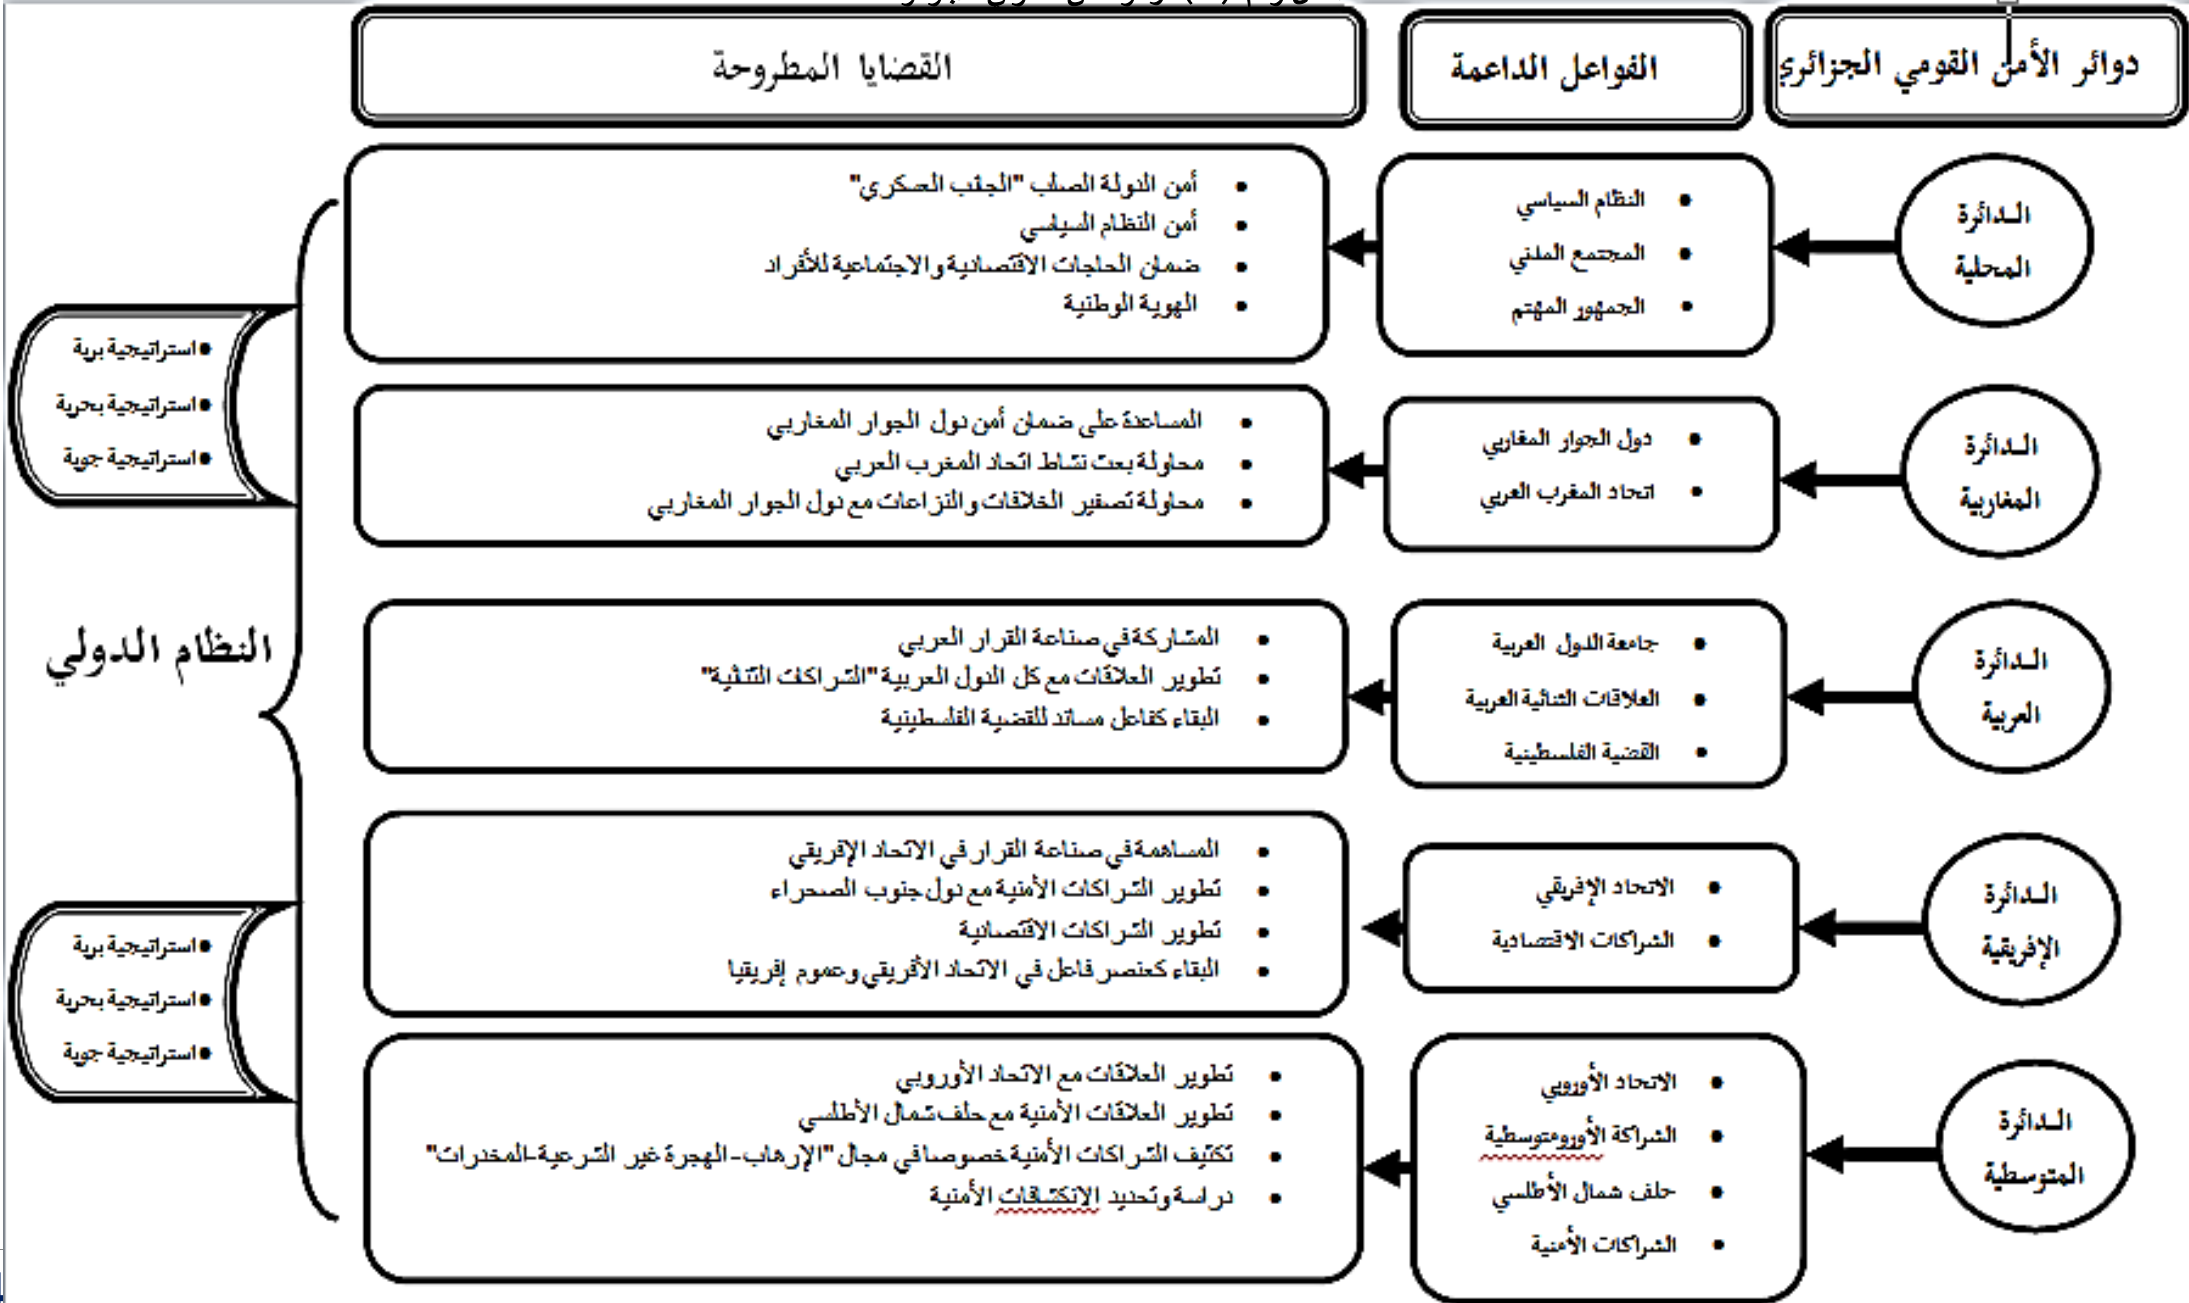 دوائر الأمن القومي الجزائري
الفواعل الداعمة
القضايا المطروحة
الدائرة
المحلية
النظام السياسي
المجتمع المدني
الجمهور المهتم
أمن الدولة الصلب "الجانب العسكري"
أمن النظام السياسي
ضمان الحاجات الاقتصادية والاجتماعية للأفراد
الهوية الوطنية
الدائرة
المغاربية
دول الجوار المغاربي
اتحاد المغرب العربي
المساعدة على ضمان أمن دول الجوار المغاربي
محاولة بعث نشاط اتحاد المغرب العربي
محاولة تصفير الخلافات والنزاعات مع دول الجوار المغاربي
الدائرة
العربية
جامعة الدول العربية
العلاقات الثنائية العربية
القضية الفلسطينية
المشاركة في صناعة القرار العربي
تطوير العلاقات مع كل الدول العربية "الشراكات الثنائية"
البقاء كفاعل مساند للقضية الفلسطينية
الدائرة
الإفريقية
الاتحاد الإفريقي
الشراكات الاقتصادية
المساهمة في صناعة القرار في الاتحاد الإفريقي
تطوير الشراكات الأمنية مع دول جنوب الصحراء
تطوير الشراكات الاقتصادية
البقاء كعنصر فاعل في الاتحاد الأفريقي وعموم إفريقيا
الدائرة
المتوسطية
الاتحاد الأوروبي
الشراكة الأورومتوسطية
حلف شمال الأطلسي
الشراكات الأمنية
تطوير العلاقات مع الاتحاد الأوروبي
تطوير العلاقات الأمنية مع حلف شمال الأطلسي
تكثيف الشراكات الأمنية خصوصا في مجال "الإرهاب-الهجرة غير الشرعية-المخدرات"
دراسة وتحديد الانكشافات الأمنية
استراتيجية برية
استراتيجية بحرية
استراتيجية جوية
النظام الدولي
استراتيجية برية
استراتيجية بحرية
استراتيجية جوية